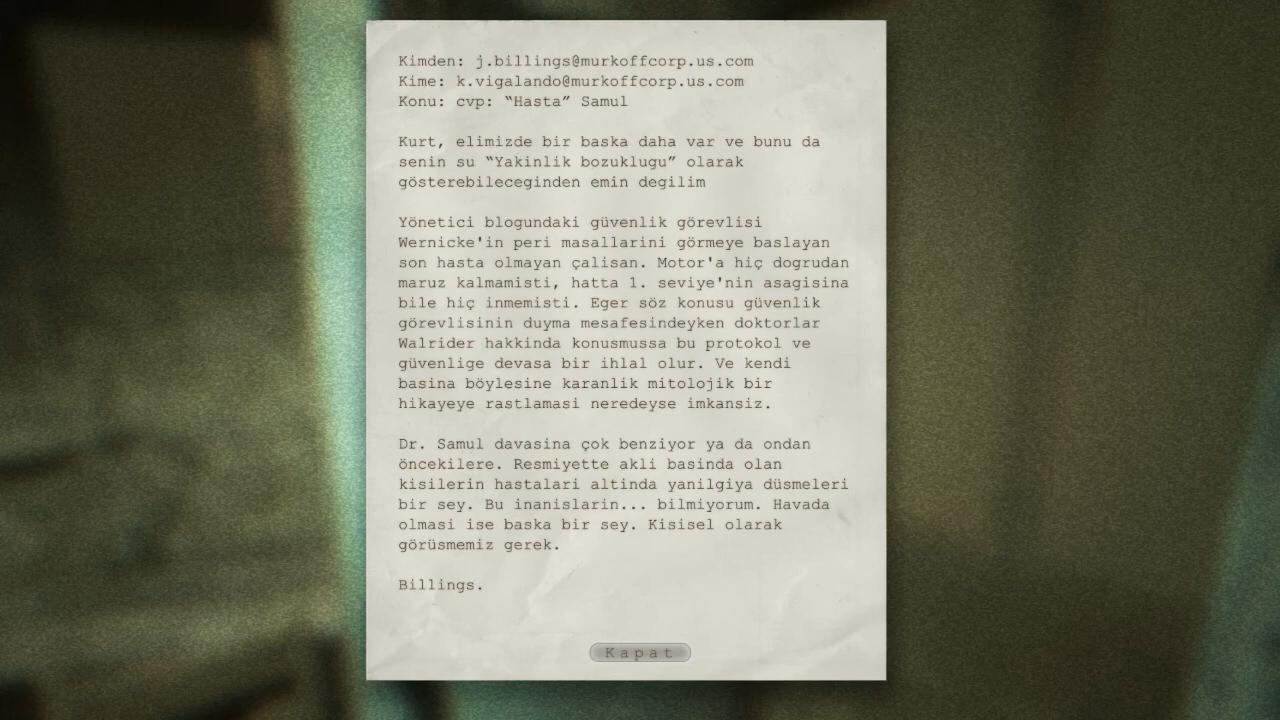 Kimden: j.billings@murkoffcorp.us.com
Kime: k.vigalando@murkoffcorp.us.com
Konu: cvp: “Hasta” Samul
Kurt, elimizde bir baska daha var ve bunu da
senin su “Yakinlik bozuklugu” olarak
gösterebileceginden emin degilim
Yönetici blogundaki güvenlik görevlisi
Wernicke'in peri masallarini görmeye baslayan
son hasta olmayan çalisan. Motor'a hiç dogrudan
maruz kalmamisti, hatta 1. seviye'nin asagisina
bile hiç inmemisti. Eger söz konusu güvenlik
görevlisinin duyma mesafesindeyken doktorlar
Walrider hakkinda konusmussa bu protokol ve
güvenlige devasa bir ihlal olur. Ve kendi
basina böylesine karanlik mitolojik bir
hikayeye rastlamasi neredeyse imkansiz.
Dr. Samul davasina çok benziyor ya da ondan
öncekilere. Resmiyette akli basinda olan
kisilerin hastalari altinda yanilgiya düsmeleri
bir sey. Bu inanislarin... bilmiyorum. Havada
olmasi ise baska bir sey. Kisisel olarak
görüsmemiz gerek.
Billings.
Kapat